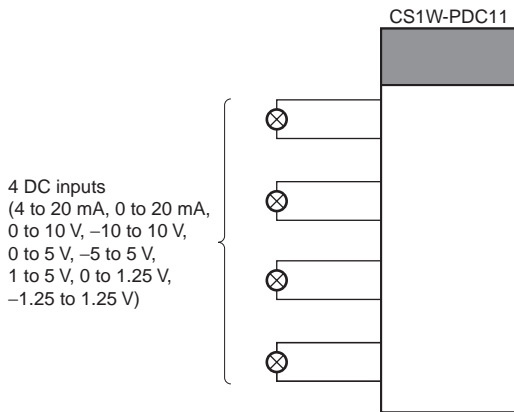 CS1W-PDC11
4 DC inputs
(4 to 20 mA, 0 to 20 mA,
0 to 10 V, −10 to 10 V,
0 to 5 V, −5 to 5 V,
1 to 5 V, 0 to 1.25 V,
−1.25 to 1.25 V)